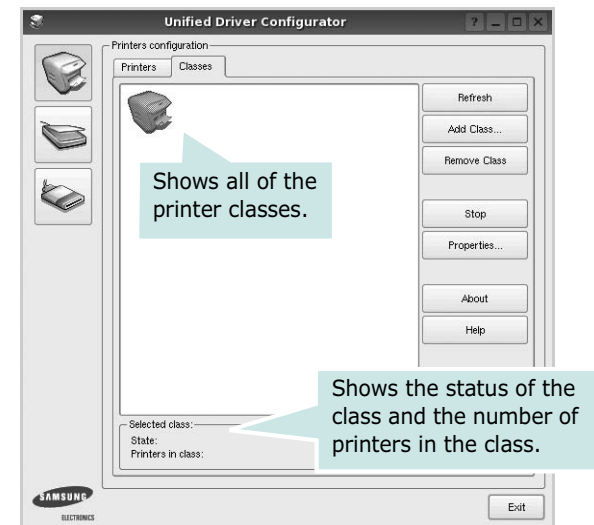 Unified Driver Configurator
Printers configuration
Printers
Classes
Refresh
Add Class...
Remove Class
Shows all of the
printer classes.
Stop
Properties...
About
Help
Shows the status of the
class and the number of
printers in the class.
Selected class:
State:
Printers in class:
SAMSUNG
ELECTRONICS
Exit